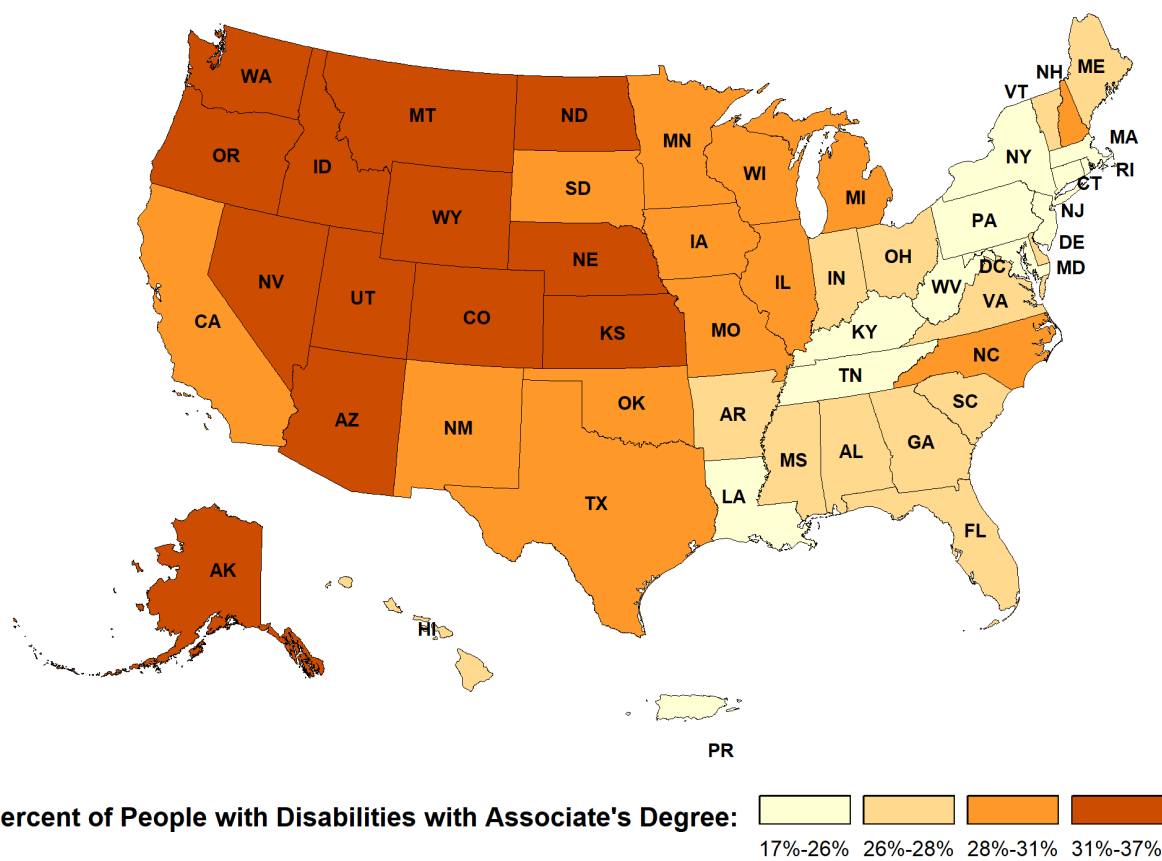 WA
MT
ND
MN
ME
NH
VT
OR
ID
SD
WI
MI
NY
MA
RI
CT
WY
NE
IA
PA
NJ
DE
MD
NV
UT
CO
KS
MO
IL
IN
OH
WV
DC
VA
CA
KY
NC
TN
AZ
NM
OK
AR
SC
MS
AL
GA
TX
LA
FL
AK
HI
PR
ercent of People with Disabilities with Associate's Degree:
17%-26% 26%-28% 28%-31% 31%-37%